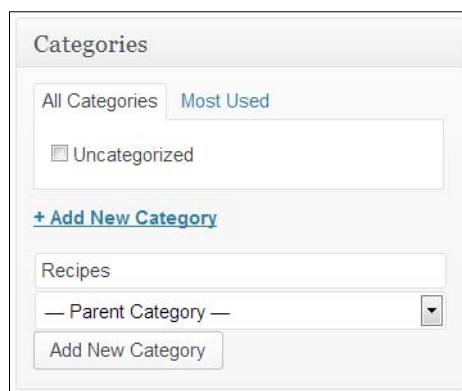 Categories
All Categories Most Used
Uncategorized
+ Add New Category
Recipes
— Parent Category —
Add New Category